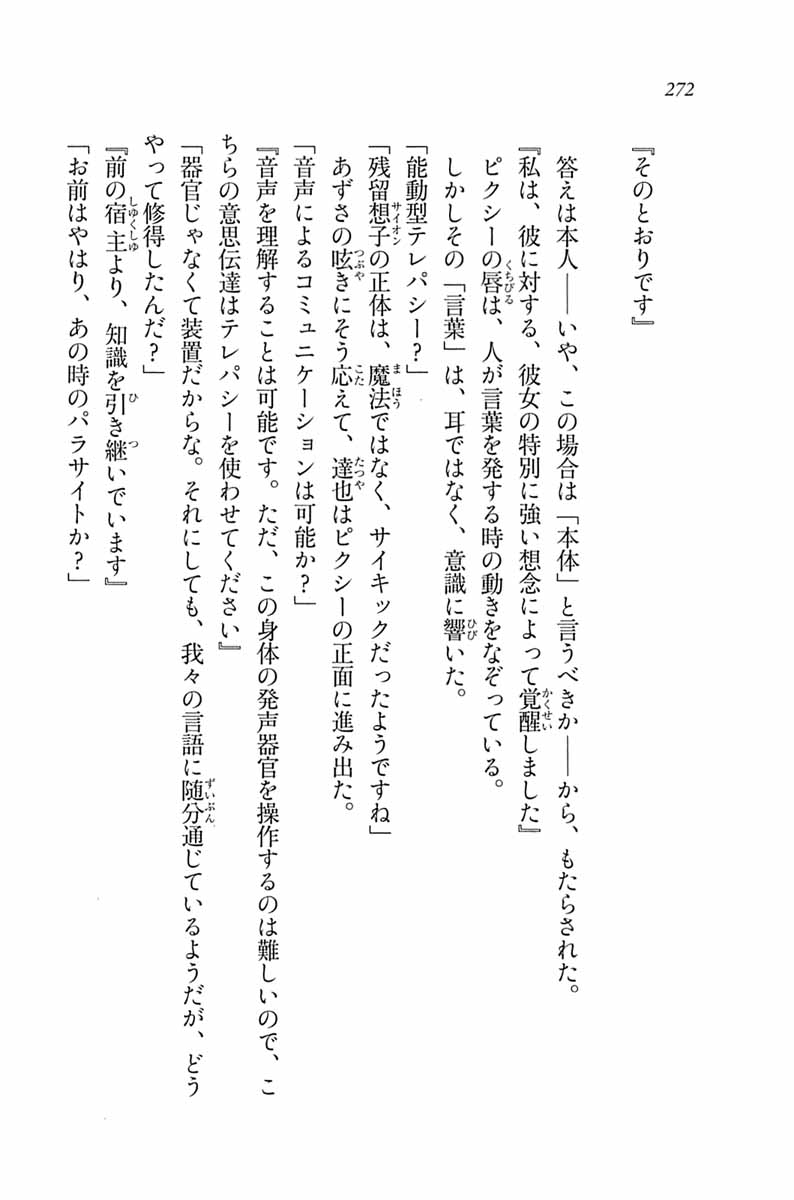 272
『そのとおりです』
答えは本人――いや、この場合は「本体」と言うべきか――から、もたらされた。
『私は、彼に対する、彼女の特別に強い想念によって覚醒しました』
ピクシーの唇は、人が言葉を発する時の動きをなぞっている。
しかしその「言葉」は、耳ではなく、意識に響いた。
「能動型テレパシー？」
「残留想子の正体は、魔法ではなく、サイキックだったようですね」
あずさの呟きにそう応えて、達也はピクシーの正面に進み出た。
「音声によるコミュニケーションは可能か？」
『音声を理解することは可能です。ただ、この身体の発声器官を操作するのは難しいので、こ
ちらの意思伝達はテレパシーを使わせてください』
「器官じゃなくて装置だからな。それにしても、我々の言語に随分通じているようだが、どう
やって修得したんだ？」
『前の宿主より、知識を引き継いでいます』
「お前はやはり、あの時のパラサイトか？」